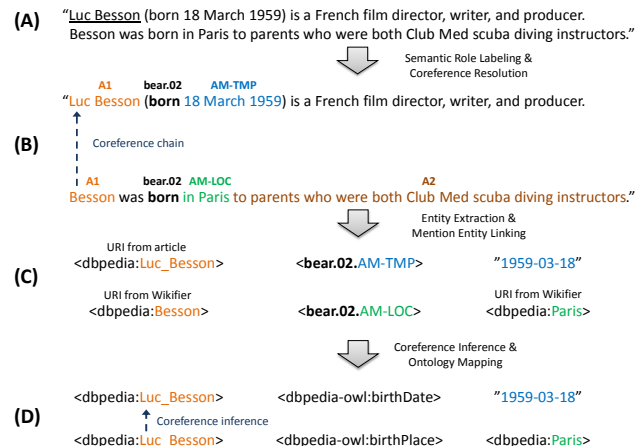 (A)
“Luc Besson (born 18 March 1959) is a French film director, writer, and producer.
Besson was born in Paris to parents who were both Club Med scuba diving instructors.”
Semantic Role Labeling &
Coreference Resolution
A1 bear.02 AM-TMP
“Luc Besson (born 18 March 1959) is a French film director, writer, and producer.
(B)
Coreference chain
A1 bear.02 AM-LOC A2
Besson was born in Paris to parents who were both Club Med scuba diving instructors.”
Entity Extraction &
Mention Entity Linking
URI from article
<dbpedia:Luc_Besson> <bear.02.AM-TMP> ”1959-03-18”
(C)
URI from Wikifier URI from Wikifier
<dbpedia:Besson> <bear.02.AM-LOC> <dbpedia:Paris>
Coreference Inference &
Ontology Mapping
<dbpedia:Luc_Besson> <dbpedia-owl:birthDate> ”1959-03-18”
(D)
Coreference inference
<dbpedia:Luc_Besson> <dbpedia-owl:birthPlace> <dbpedia:Paris>